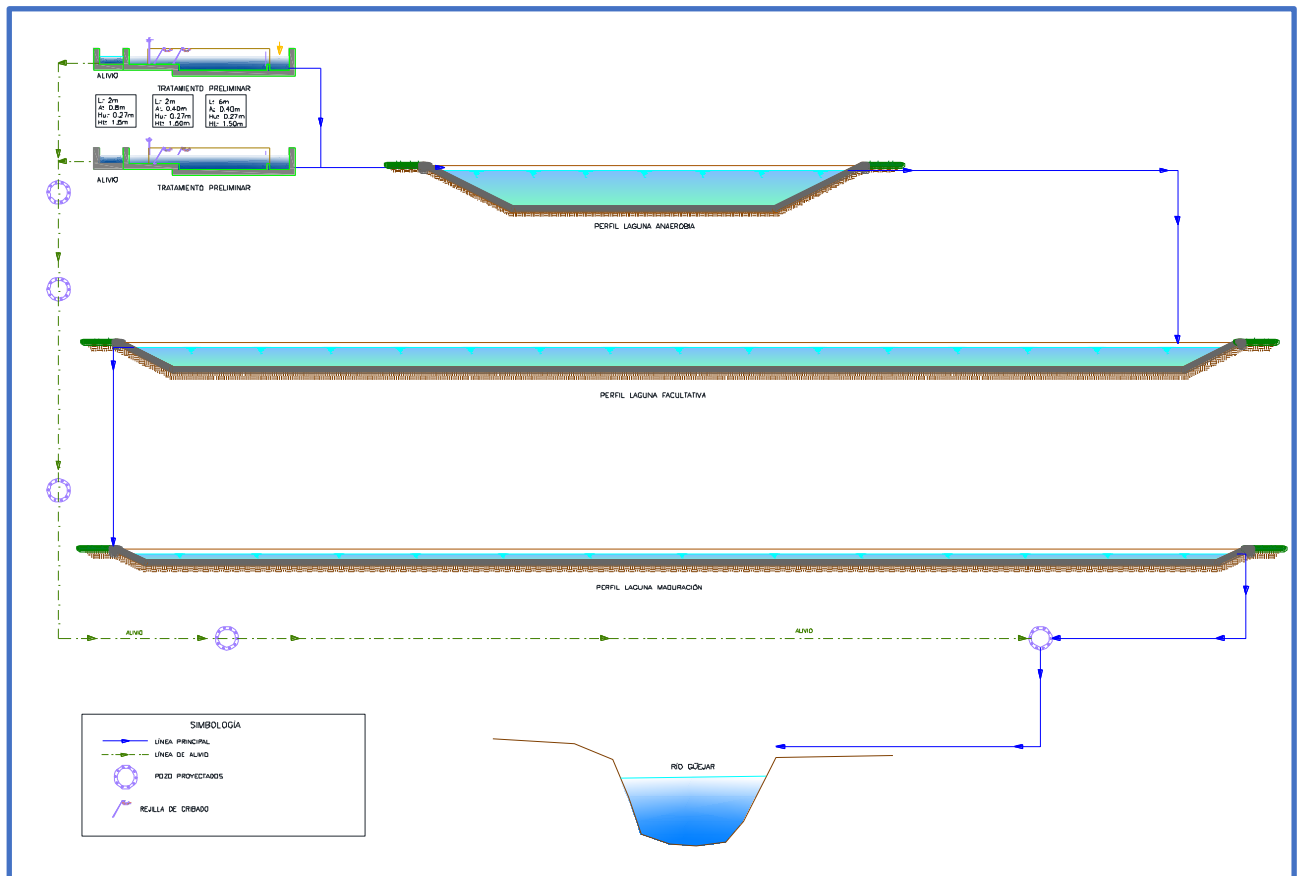 ALIVIO
TRATAMIENTO PRELIMINAR
L: 2m
A: 0.8m
Hu: 0.27m
Ht: 1.6m
L: 2m
A: 0.40m
Hu: 0.27m
Ht: 1.60m
L: 6m
A: 0.40m
Hu: 0.27m
Ht: 1.50m
ALIVIO
TRATAMIENTO PRELIMINAR
PERFIL LAGUNA ANAEROBIA
PERFIL LAGUNA FACULTATIVA
PERFIL LAGUNA MADURACIÓN
ALIVIO
ALIVIO
SIMBOLOGÍA
LÍNEA PRINCIPAL
LÍNEA DE ALIVIO
POZO PROYECTADOS
REJILLA DE CRIBADO
RÍO GÜEJAR